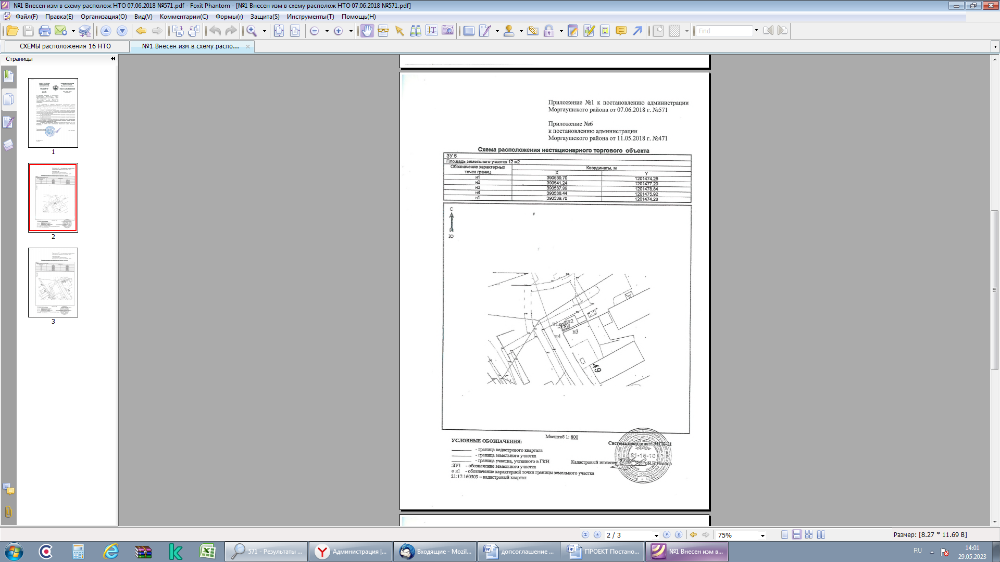 №1 Внесен изм в схему располож НТО 07.06.2018 №571.pdf - Foxit Phantom - [№1 Внесен изм в схему располож НТО 07.06.2018 №571.pdf]
Файл(F) Правка(E) Организация(O) Вид(V) Комментарии(C) Формы(r) Защита(S) Инструменты(T) Помощь(H)
Find
СХЕМЫ расположения 16 НТО
№1 Внесен изм в схему распо...
Страницы
1
2
3
Приложение №1 к постановлению администрации
Моргаушского района от 07.06.2018 г. №571
Приложение №6
к постановлению администрации
Моргаушского района от 11.05.2018 г. №471
Схема расположения нестационарного торгового объекта
ЗУ 6
Площадь земельного участка 12 м2
Обозначение характерных точек границ
Координаты, м
X Y
н1 390539.70 1201474.28
н2 390541.24 1201477.20
н3 390537.99 1201478.84
н4 390536.44 1201475.92
н1 390539.70 1201474.28
С
Ю
н1
н2
ЗУ1
н3
н4
49
Масштаб 1: 800
УСЛОВНЫЕ ОБОЗНАЧЕНИЯ:
Система координат: МСК-21
- граница кадастрового квартала
- граница земельного участка
- граница участка, учтенного в ГКН
Кадастровый инженер И.В.Иванов
21-15-10
:ЗУ1 - обозначение земельного участка
н1 - обозначение характерной точки границы земельного участка
21:17:160303 – кадастровый квартал
2 / 3
75%
Размер: [8.27 * 11.69 В]
571 - Результаты ...
Администрация |...
Входящие - Mozil...
допсоглашение ...
ПРОЕКТ Постано...
№1 Внесен изм в...
RU
14:01
29.05.2023